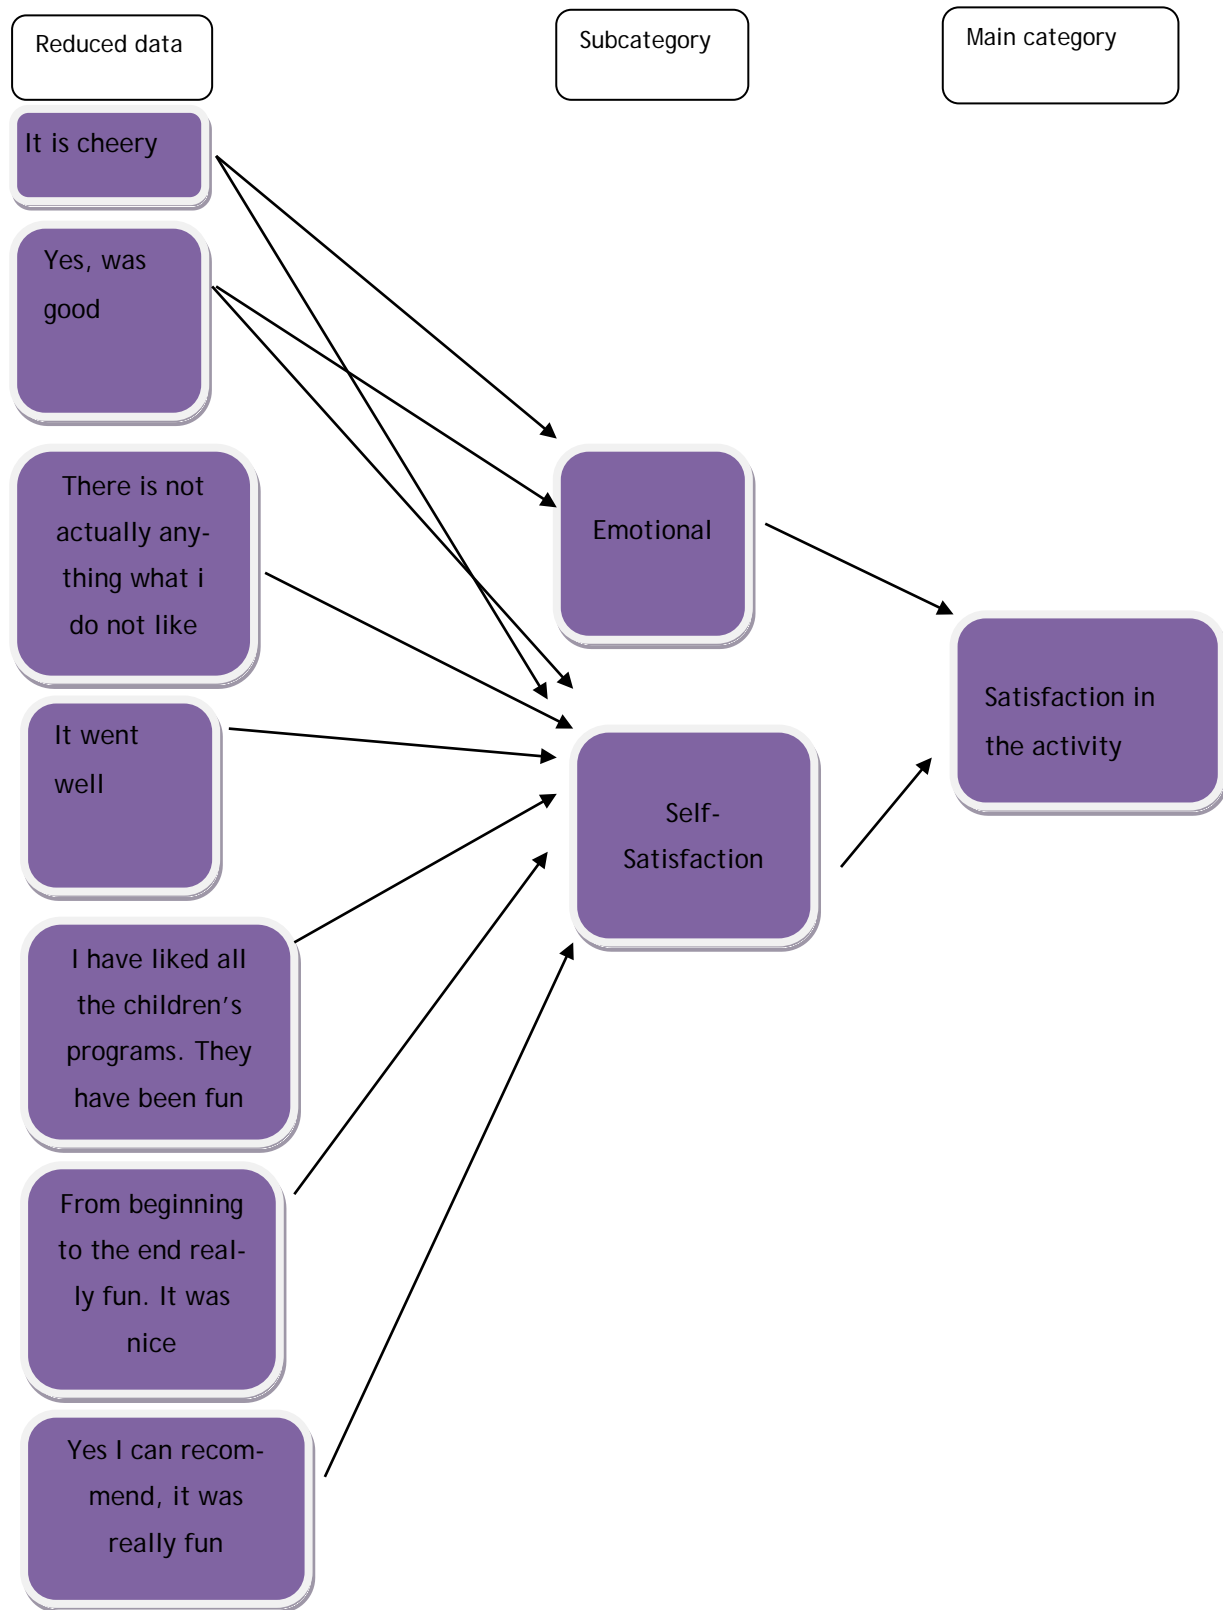 Reduced data
Subcategory
Main category
It is cheery
Yes, was
good
There is not
actually any-
thing what i
do not like
It went
well
I have liked all
the children’s
programs. They
have been fun
From beginning
to the end real-
ly fun. It was
nice
Yes I can recom-
mend, it was
really fun
Emotional
Self-
Satisfaction
Satisfaction in
the activity